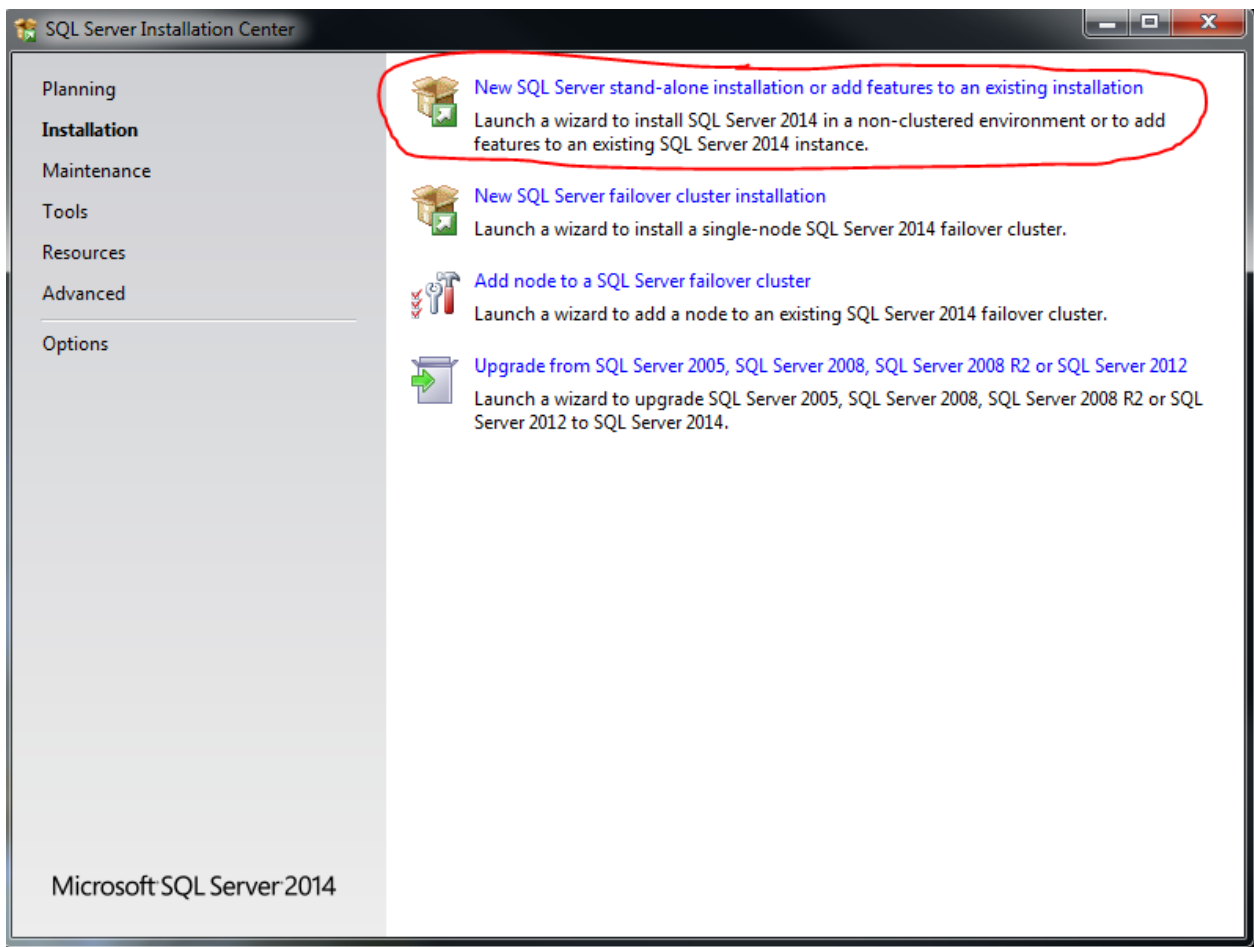 SQL Server Installation Center
Planning
Installation
Maintenance
Tools
Resources
Advanced
Options
New SQL Server stand-alone installation or add features to an existing installation
Launch a wizard to install SQL Server 2014 in a non-clustered environment or to add
features to an existing SQL Server 2014 instance.
New SQL Server failover cluster installation
Launch a wizard to install a single-node SQL Server 2014 failover cluster.
Add node to a SQL Server failover cluster
Launch a wizard to add a node to an existing SQL Server 2014 failover cluster.
Upgrade from SQL Server 2005, SQL Server 2008, SQL Server 2008 R2 or SQL Server 2012
Launch a wizard to upgrade SQL Server 2005, SQL Server 2008, SQL Server 2008 R2 or SQL
Server 2012 to SQL Server 2014.
Microsoft SQL Server 2014